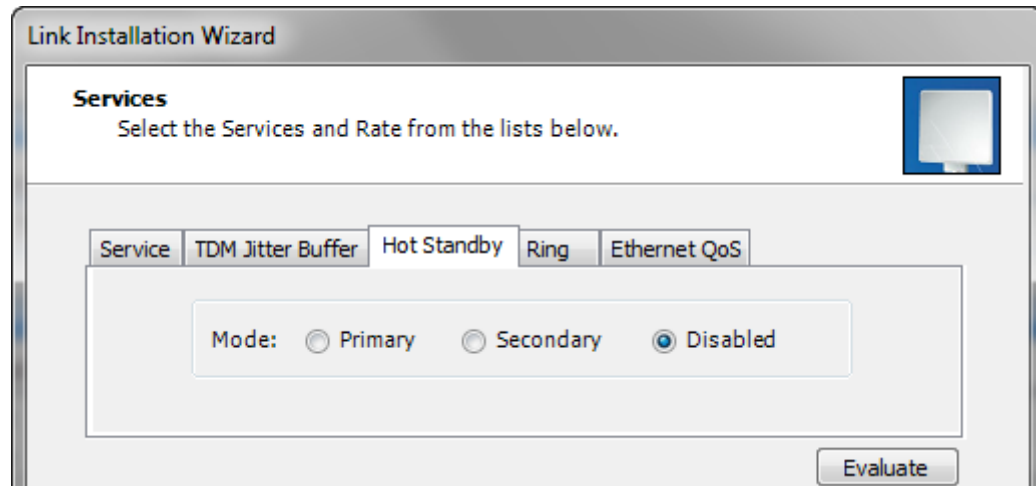 Link Installation Wizard
Services
Select the Services and Rate from the lists below.
Service TDM Jitter Buffer Hot Standby Ring Ethernet QoS
Mode: Primary Secondary Disabled
Evaluate